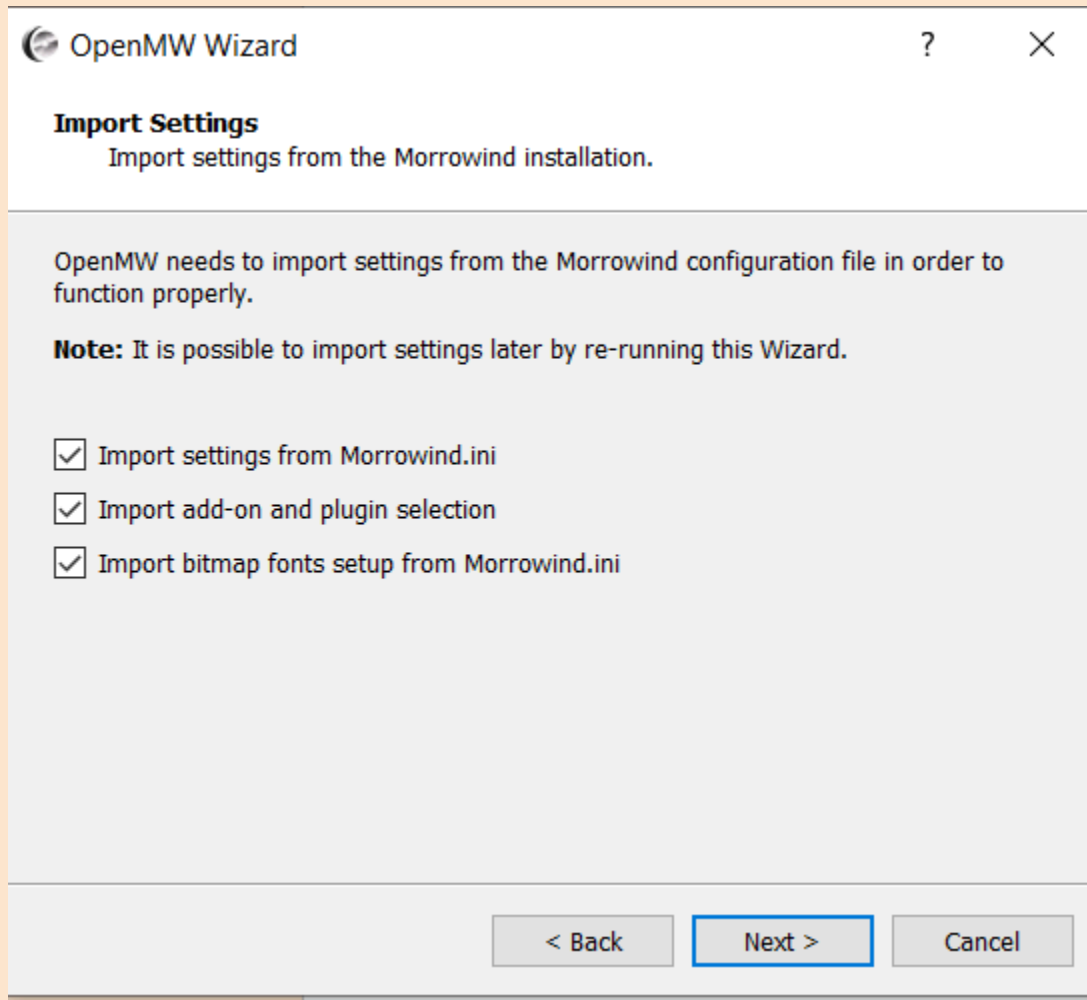 OpenMW Wizard
?
Import Settings
Import settings from the Morrowind installation.
OpenMW needs to import settings from the Morrowind configuration file in order to
function properly.
Note: It is possible to import settings later by re-running this Wizard.
Import settings from Morrowind.ini
Import add-on and plugin selection
Import bitmap fonts setup from Morrowind.ini
< Back
Next >
Cancel